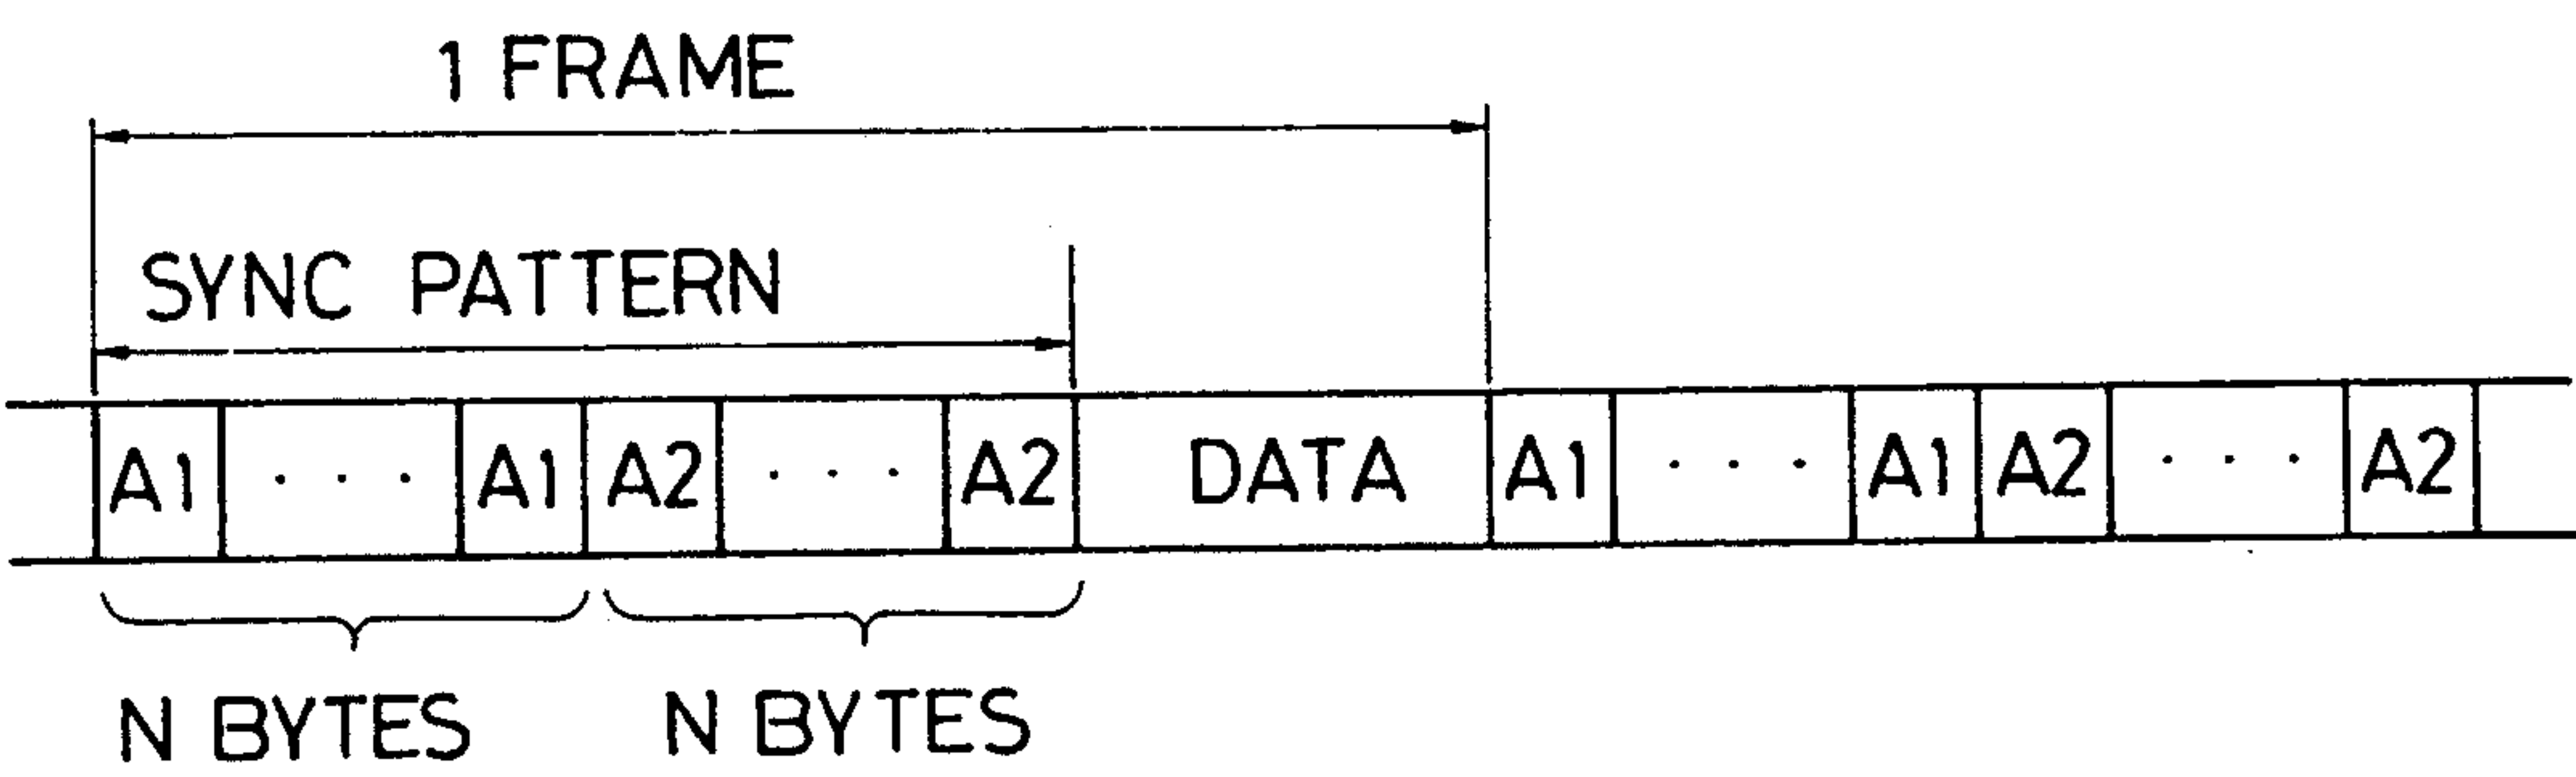 1 FRAME
SYNC PATTERN
A1 · · · A1 A2 · · · A2 DATA A1 · · · A1 A2 · · · A2
N BYTES N BYTES